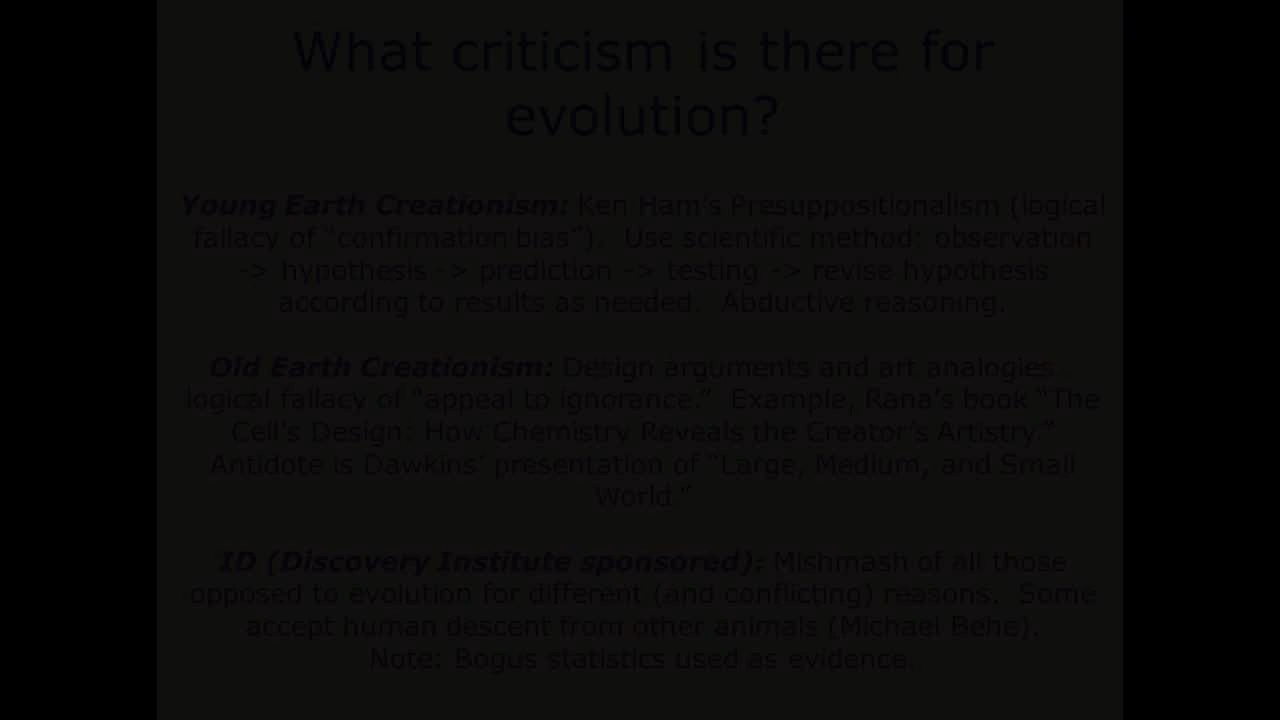 What criticism is there for
evolution?
Young Earth Creationism: Ken Ham's Presuppositionalism (logical
fallacy of "confirmation bias").  Use scientific method: observation
-> hypothesis -> prediction -> testing -> revise hypothesis
according to results as needed.  Abductive reasoning.
Old Earth Creationism: Design arguments and art analogies..
logical fallacy of "appeal to ignorance."  Example, Rana's book "The
Cell's Design: How Chemistry Reveals the Creator's Artistry."
Antidote is Dawkins' presentation of "Large, Medium, and Small
World."
ID (Discovery Institute sponsored): Mishmash of all those
opposed to evolution for different (and conflicting) reasons.  Some
accept human descent from other animals (Michael Behe).
Note: Bogus statistics used as evidence.